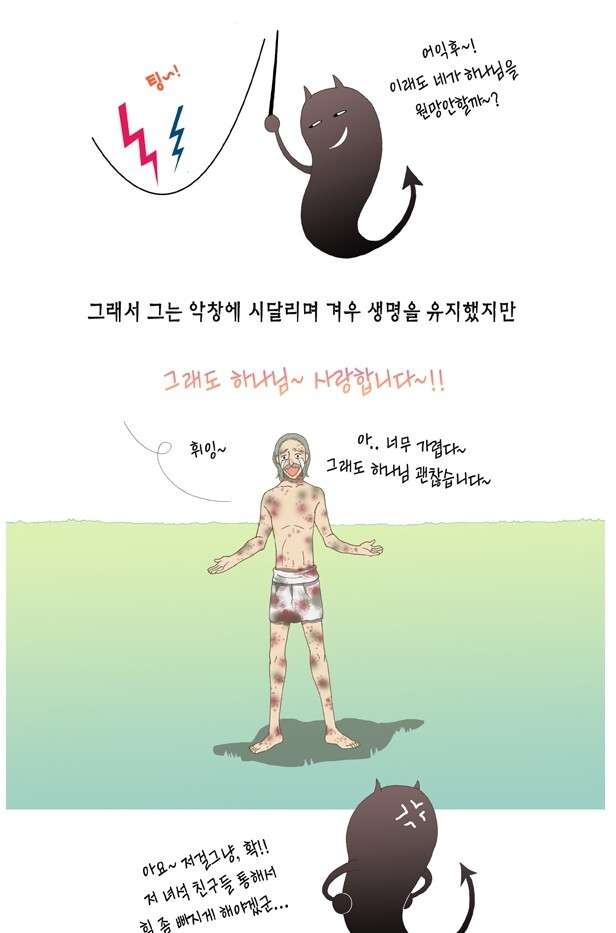 팅~!
어익후~!
이래도 네가 하나님을
원망안할까~?
그래서 그는 악창에 시달리며 겨우 생명을 유지했지만
그래도 하나님~ 사랑합니다~!!
휘잉~
아.. 너무 가렵다~
그래도 하나님 괜찮습니다~
아요~ 저걸그냥, 확!!
저 녀석 친구들 통해서
힘 좀 빠지게 해야겠군...